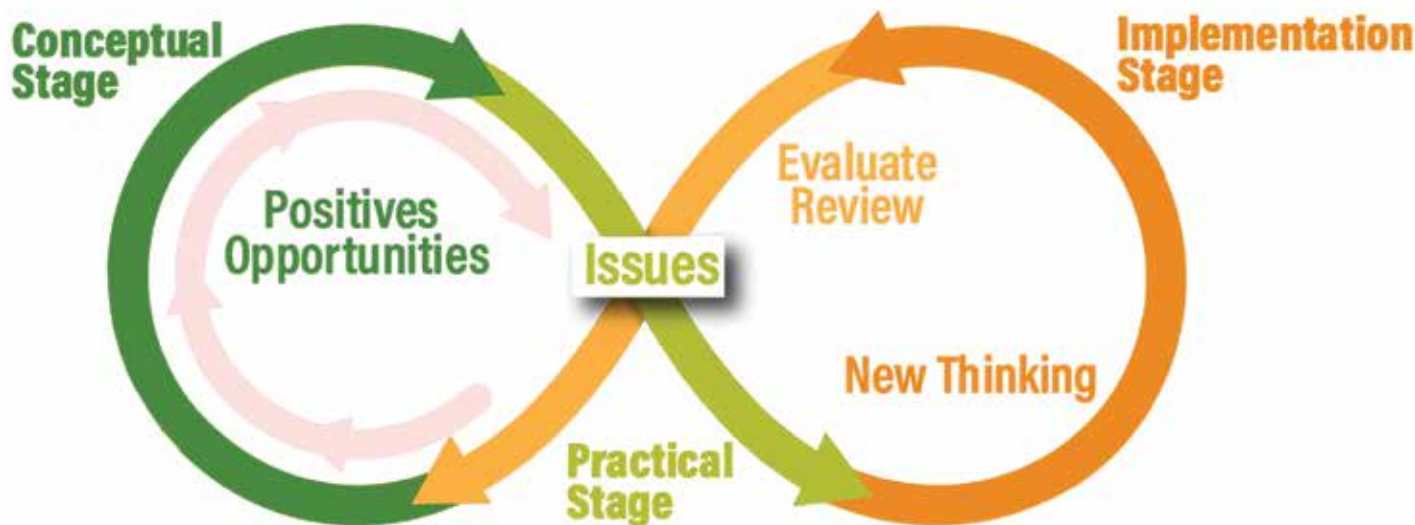 Conceptual
Stage
Implementation
Stage
Positives
Opportunities
Evaluate
Review
Issues
New Thinking
Practical
Stage